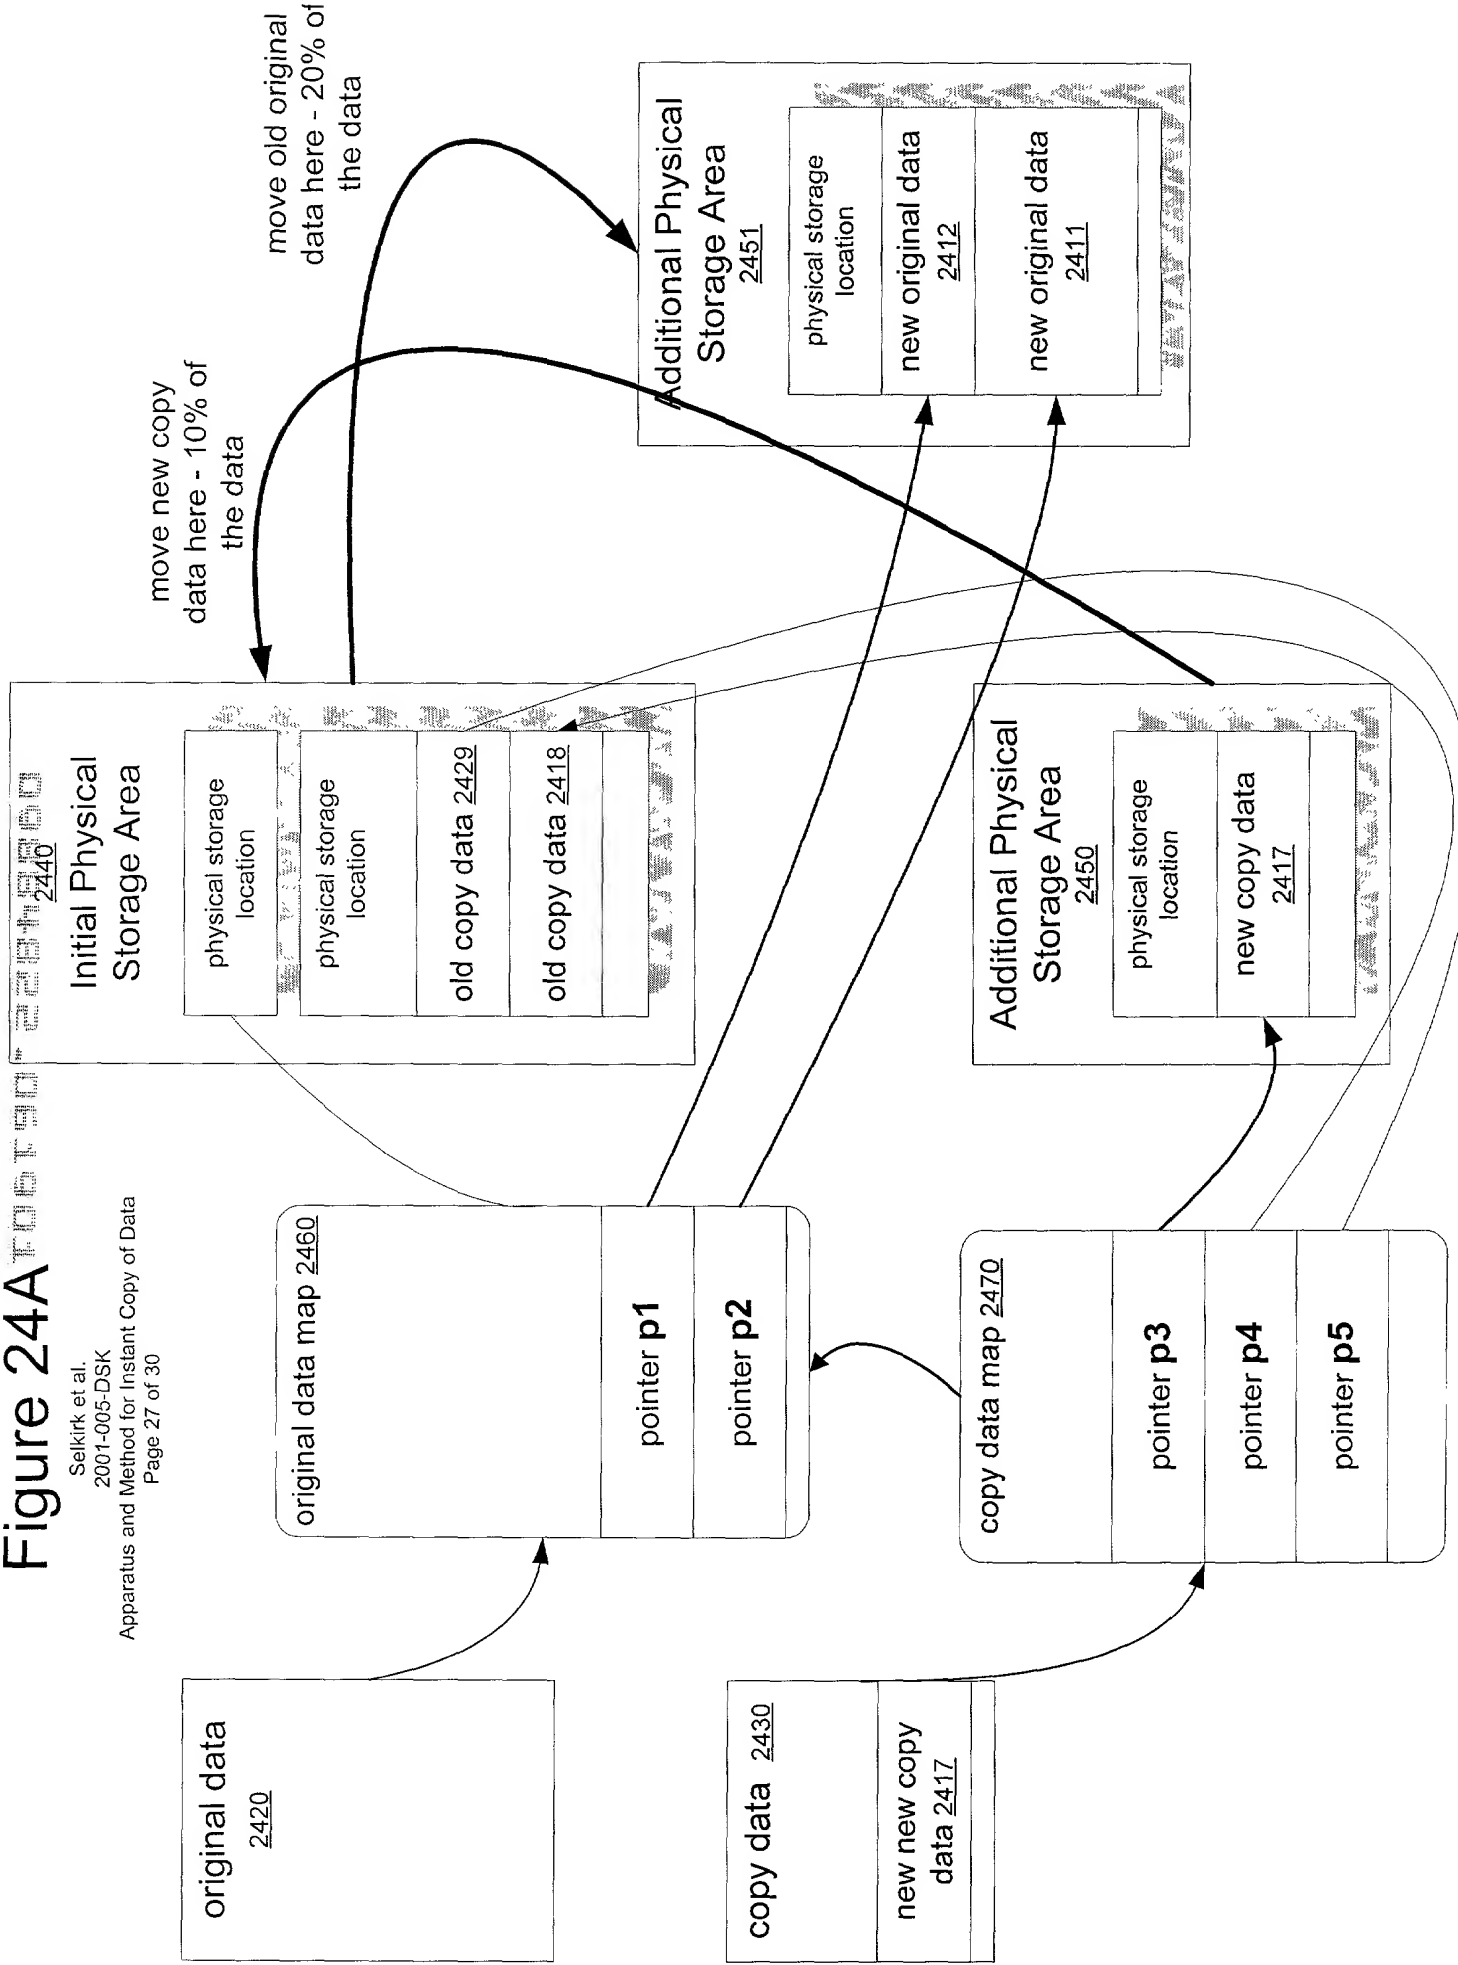 Figure 24A
Selkirk et al.
2001-005-DSK
Apparatus and Method for Instant Copy of Data
Page 27 of 30
original data
2420
copy data 2430
new new copy
data 2417
original data map 2460
pointer p1
pointer p2
copy data map 2470
pointer p3
pointer p4
pointer p5
2440
Initial Physical
Storage Area
physical storage
location
physical storage
location
old copy data 2429
old copy data 2418
Additional Physical
Storage Area
2450
physical storage
location
new copy data
2417
move new copy
data here - 10% of
the data
move old original
data here - 20% of
the data
Additional Physical
Storage Area
2451
physical storage
location
new original data
2412
new original data
2411